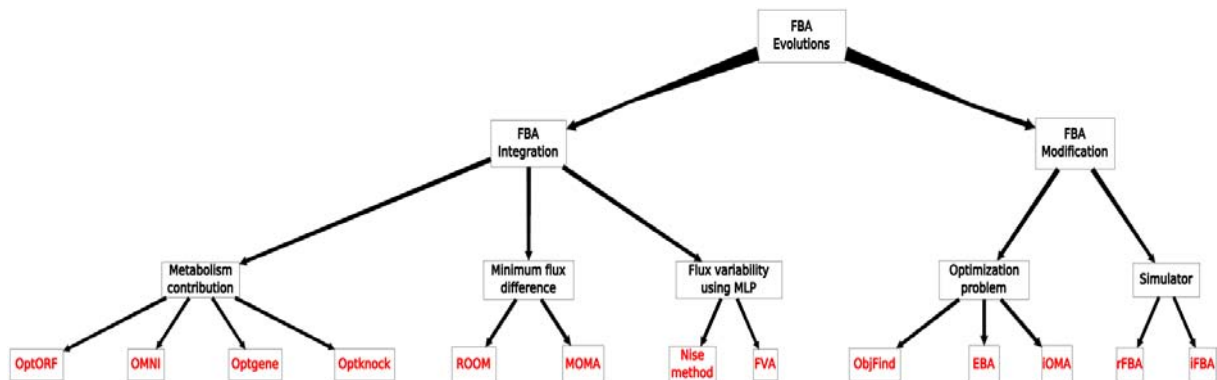 FBA
Evolutions
FBA
Integration
FBA
Modification
Metabolism
contribution
Minimum flux
difference
Flux variability
using MLP
Optimization
problem
Simulator
OptORF
OMNI
Optgene
Optknock
ROOM
MOMA
Nise
method
FVA
ObjFind
EBA
iOMA
rFBA
iFBA